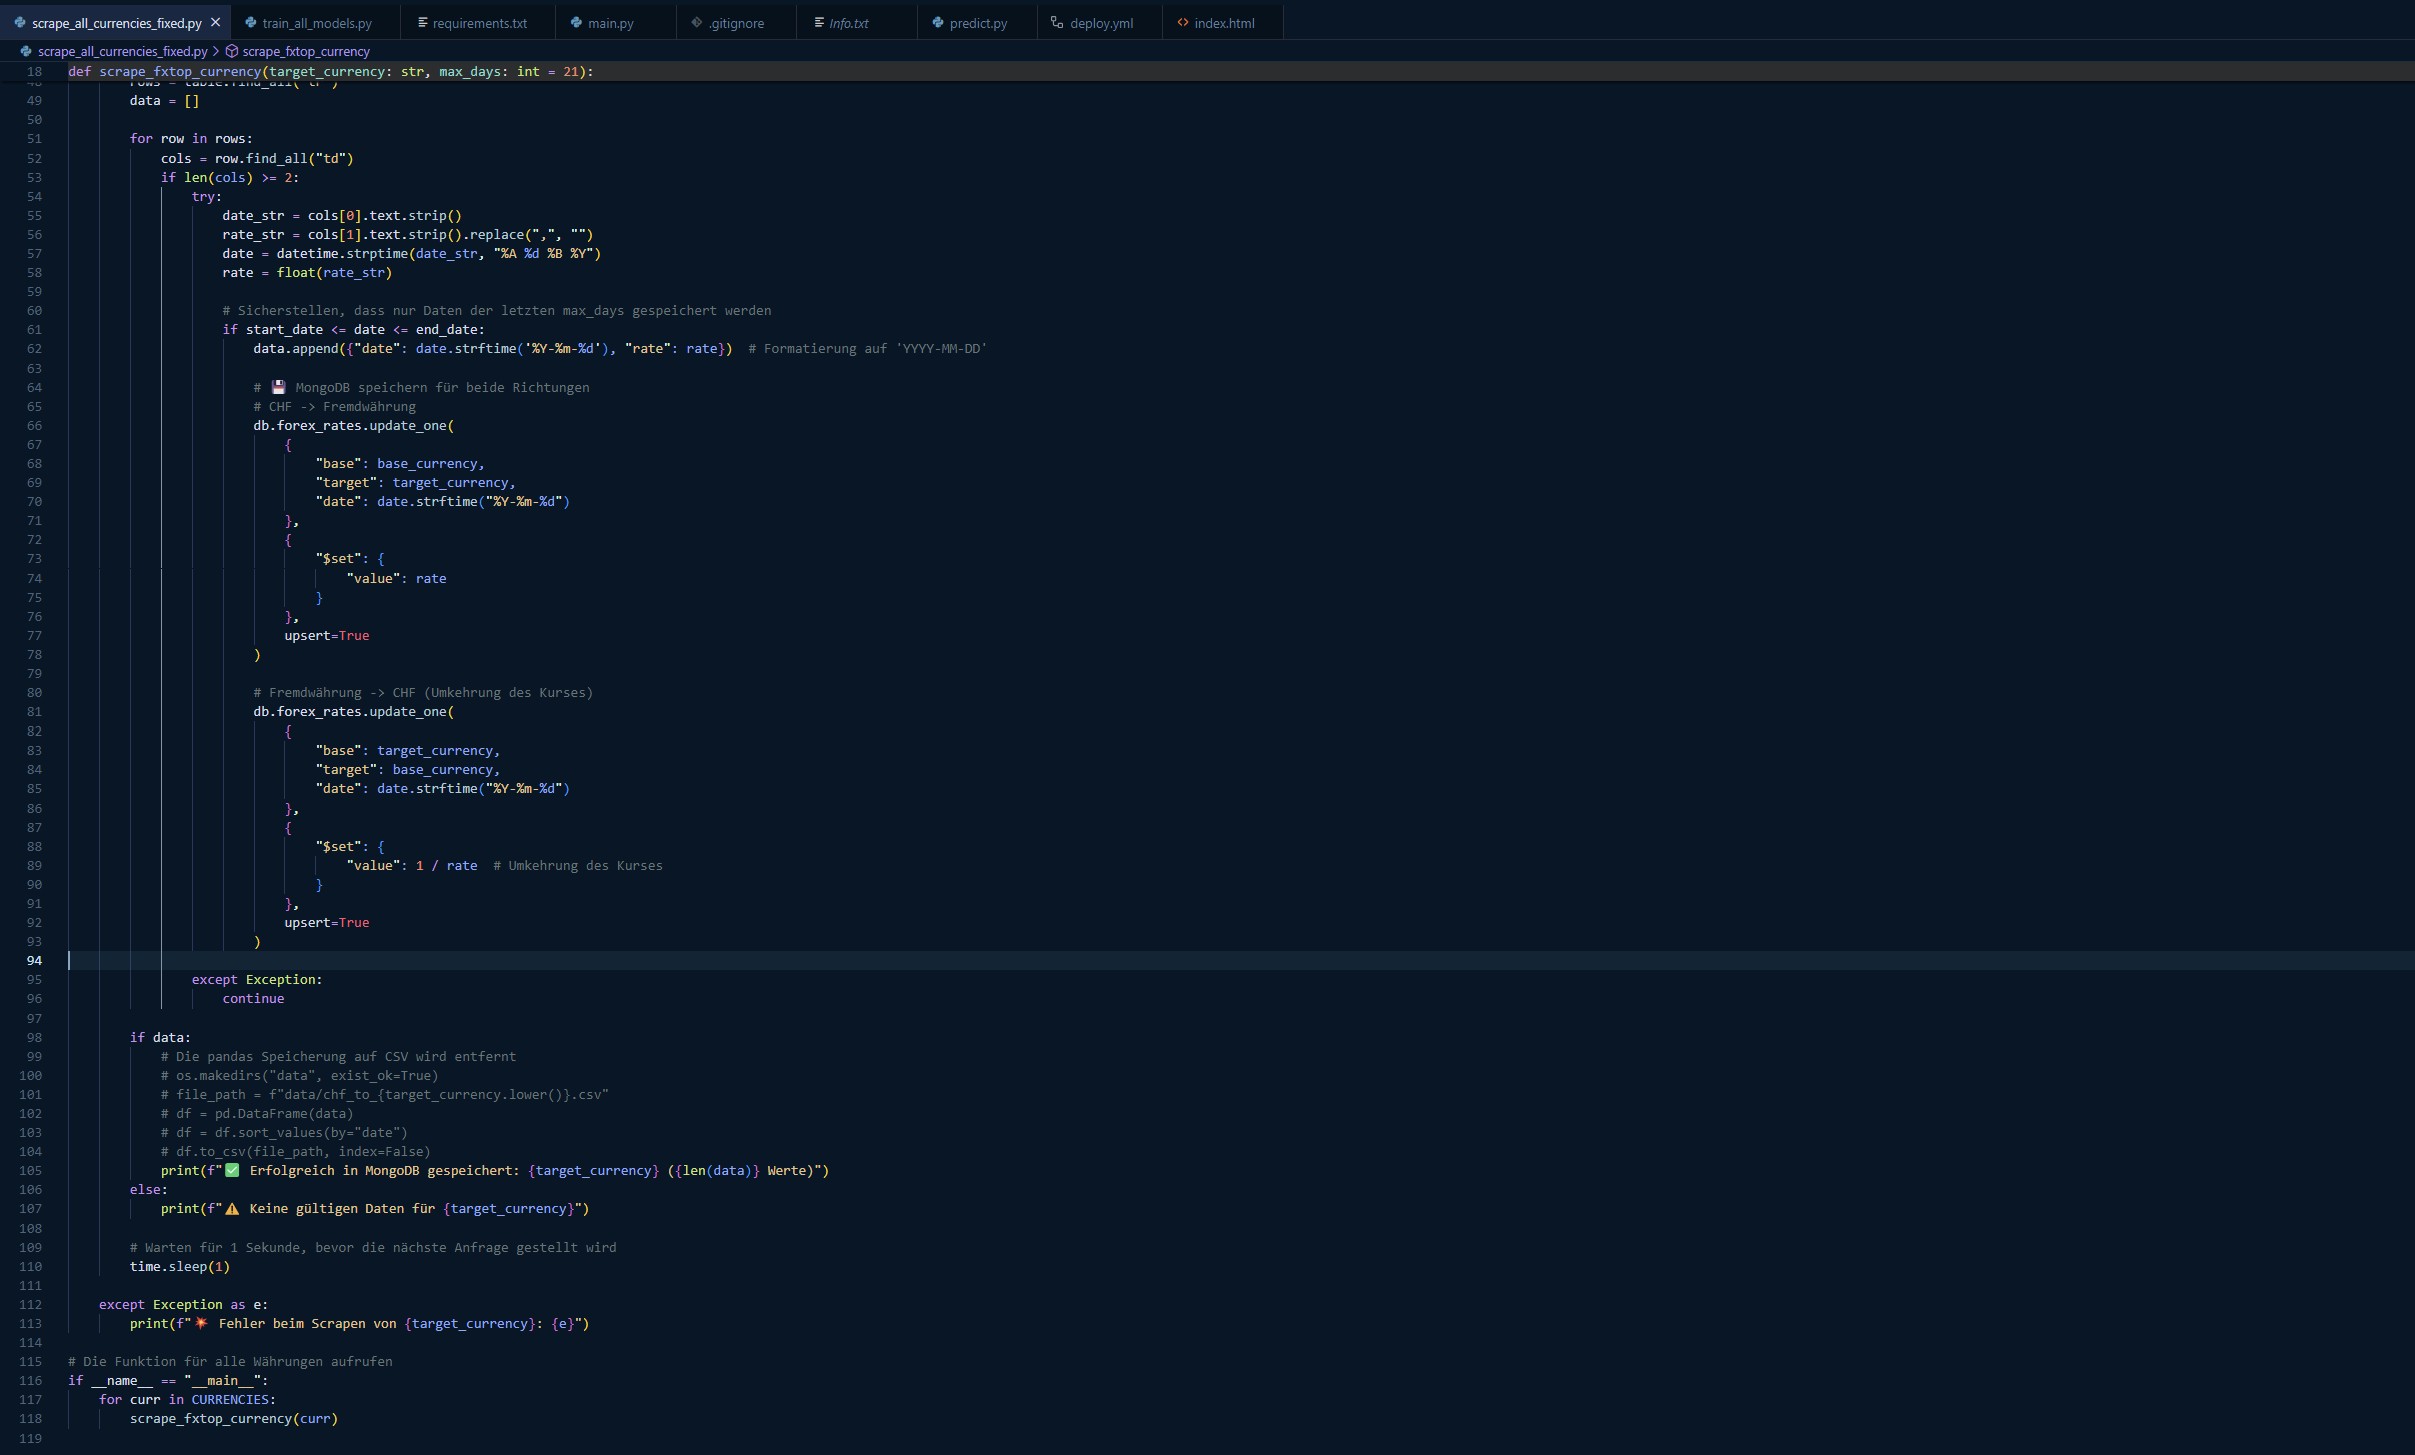 scrape_all_currencies_fixed.py × train_all_models.py requirements.txt main.py .gitignore Info.txt predict.py deploy.yml index.html
scrape_all_currencies_fixed.py > scrape_fxtop_currency
18 def scrape_fxtop_currency(target_currency: str, max_days: int = 21):
48 rows = table.find_all("tr")
49 data = []
50
51 for row in rows:
52 cols = row.find_all("td")
53 if len(cols) >= 2:
54 try:
55 date_str = cols[0].text.strip()
56 rate_str = cols[1].text.strip().replace(",", "")
57 date = datetime.strptime(date_str, "%A %d %B %Y")
58 rate = float(rate_str)
59
60 # Sicherstellen, dass nur Daten der letzten max_days gespeichert werden
61 if start_date <= date <= end_date:
62 data.append({"date": date.strftime('%Y-%m-%d'), "rate": rate})  # Formatierung auf 'YYYY-MM-DD'
63
64 # 💾 MongoDB speichern für beide Richtungen
65 # CHF -> Fremdwährung
66 db.forex_rates.update_one(
67 {
68 "base": base_currency,
69 "target": target_currency,
70 "date": date.strftime("%Y-%m-%d")
71 },
72 {
73 "$set": {
74 "value": rate
75 }
76 },
77 upsert=True
78 )
79
80 # Fremdwährung -> CHF (Umkehrung des Kurses)
81 db.forex_rates.update_one(
82 {
83 "base": target_currency,
84 "target": base_currency,
85 "date": date.strftime("%Y-%m-%d")
86 },
87 {
88 "$set": {
89 "value": 1 / rate  # Umkehrung des Kurses
90 }
91 },
92 upsert=True
93 )
94
95 except Exception:
96 continue
97
98 if data:
99 # Die pandas Speicherung auf CSV wird entfernt
100 # os.makedirs("data", exist_ok=True)
101 # file_path = f"data/chf_to_{target_currency.lower()}.csv"
102 # df = pd.DataFrame(data)
103 # df = df.sort_values(by="date")
104 # df.to_csv(file_path, index=False)
105 print(f"✅ Erfolgreich in MongoDB gespeichert: {target_currency} ({len(data)} Werte)")
106 else:
107 print(f"⚠️ Keine gültigen Daten für {target_currency}")
108
109 # Warten für 1 Sekunde, bevor die nächste Anfrage gestellt wird
110 time.sleep(1)
111
112 except Exception as e:
113 print(f"💥 Fehler beim Scrapen von {target_currency}: {e}")
114
115 # Die Funktion für alle Währungen aufrufen
116 if __name__ == "__main__":
117 for curr in CURRENCIES:
118 scrape_fxtop_currency(curr)
119